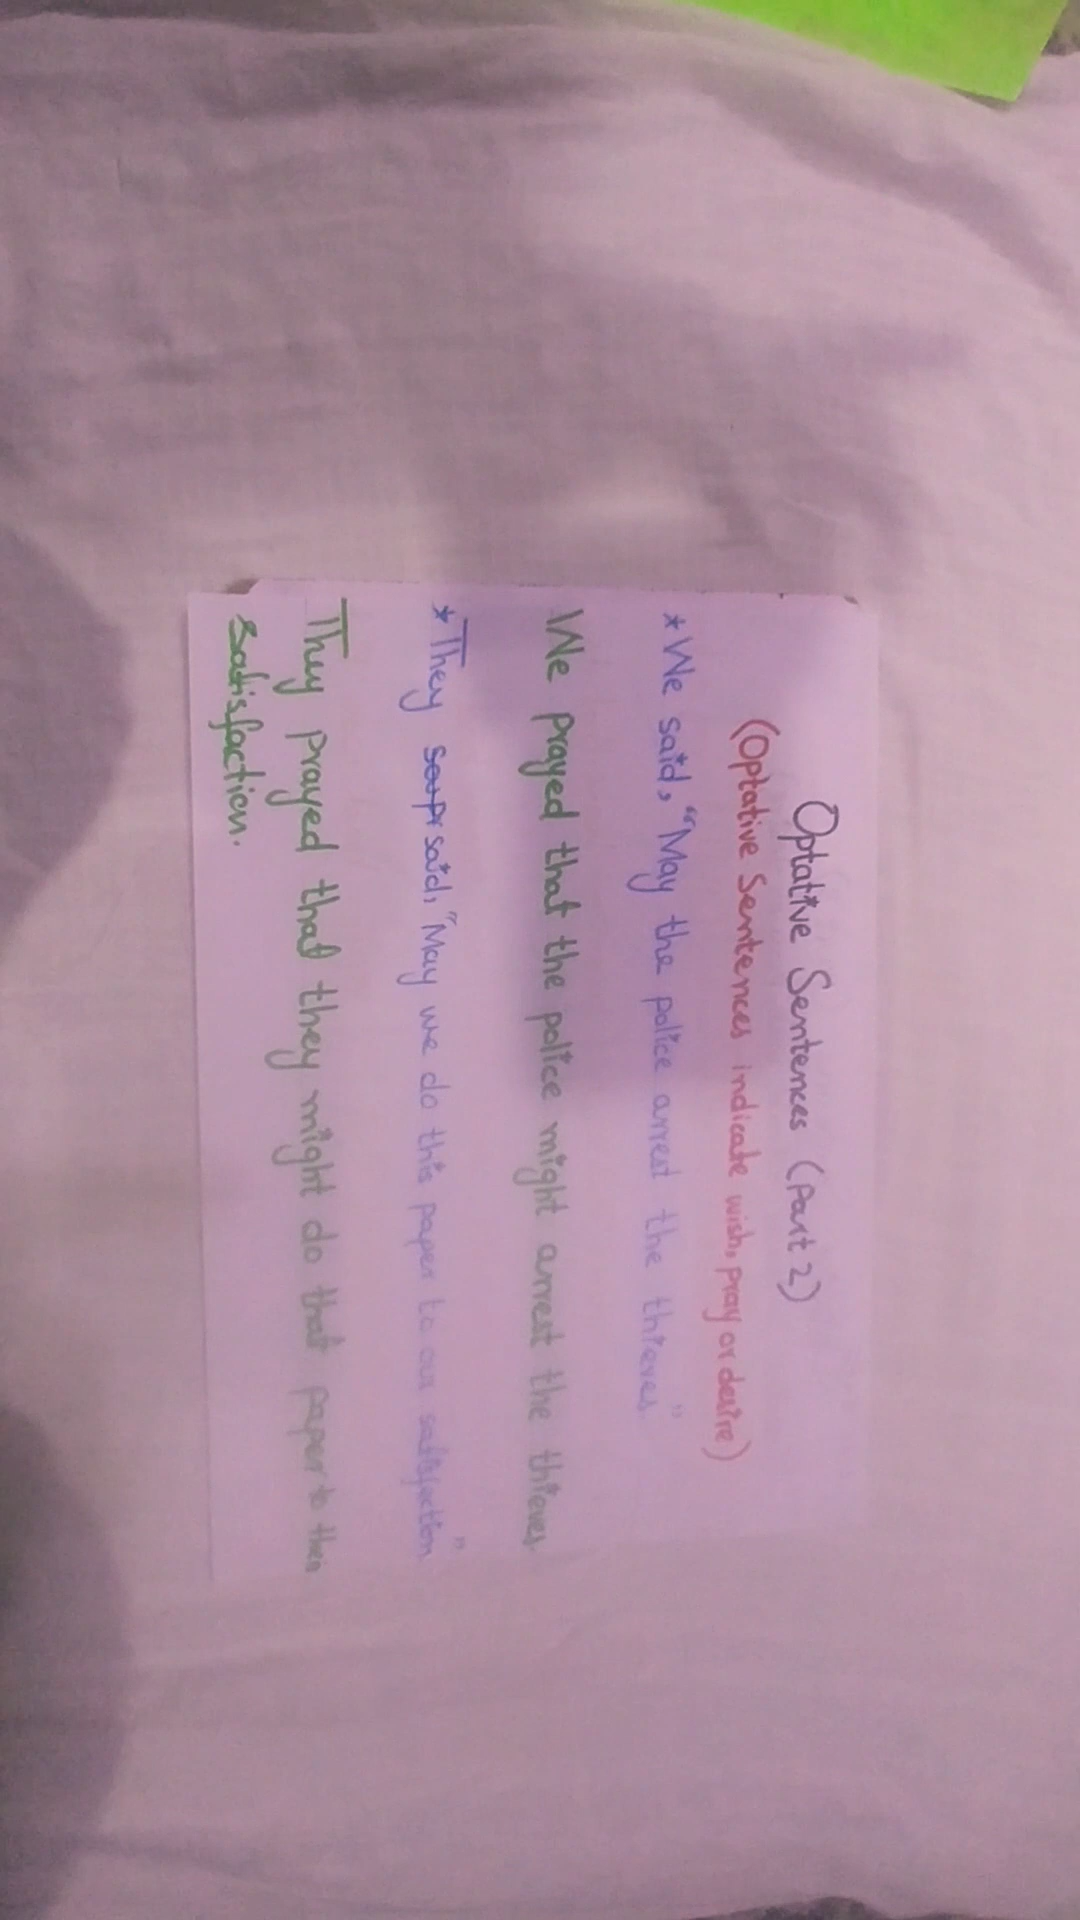 Optative Sentences (Part 2)
(Optative Sentences indicate wish, pray or desire)
* We said, "May the police arrest the thieves."
We prayed that the police might arrest the thieves.
* They said, "May we do this paper to our satisfaction"
They prayed that they might do that paper to their
satisfaction.